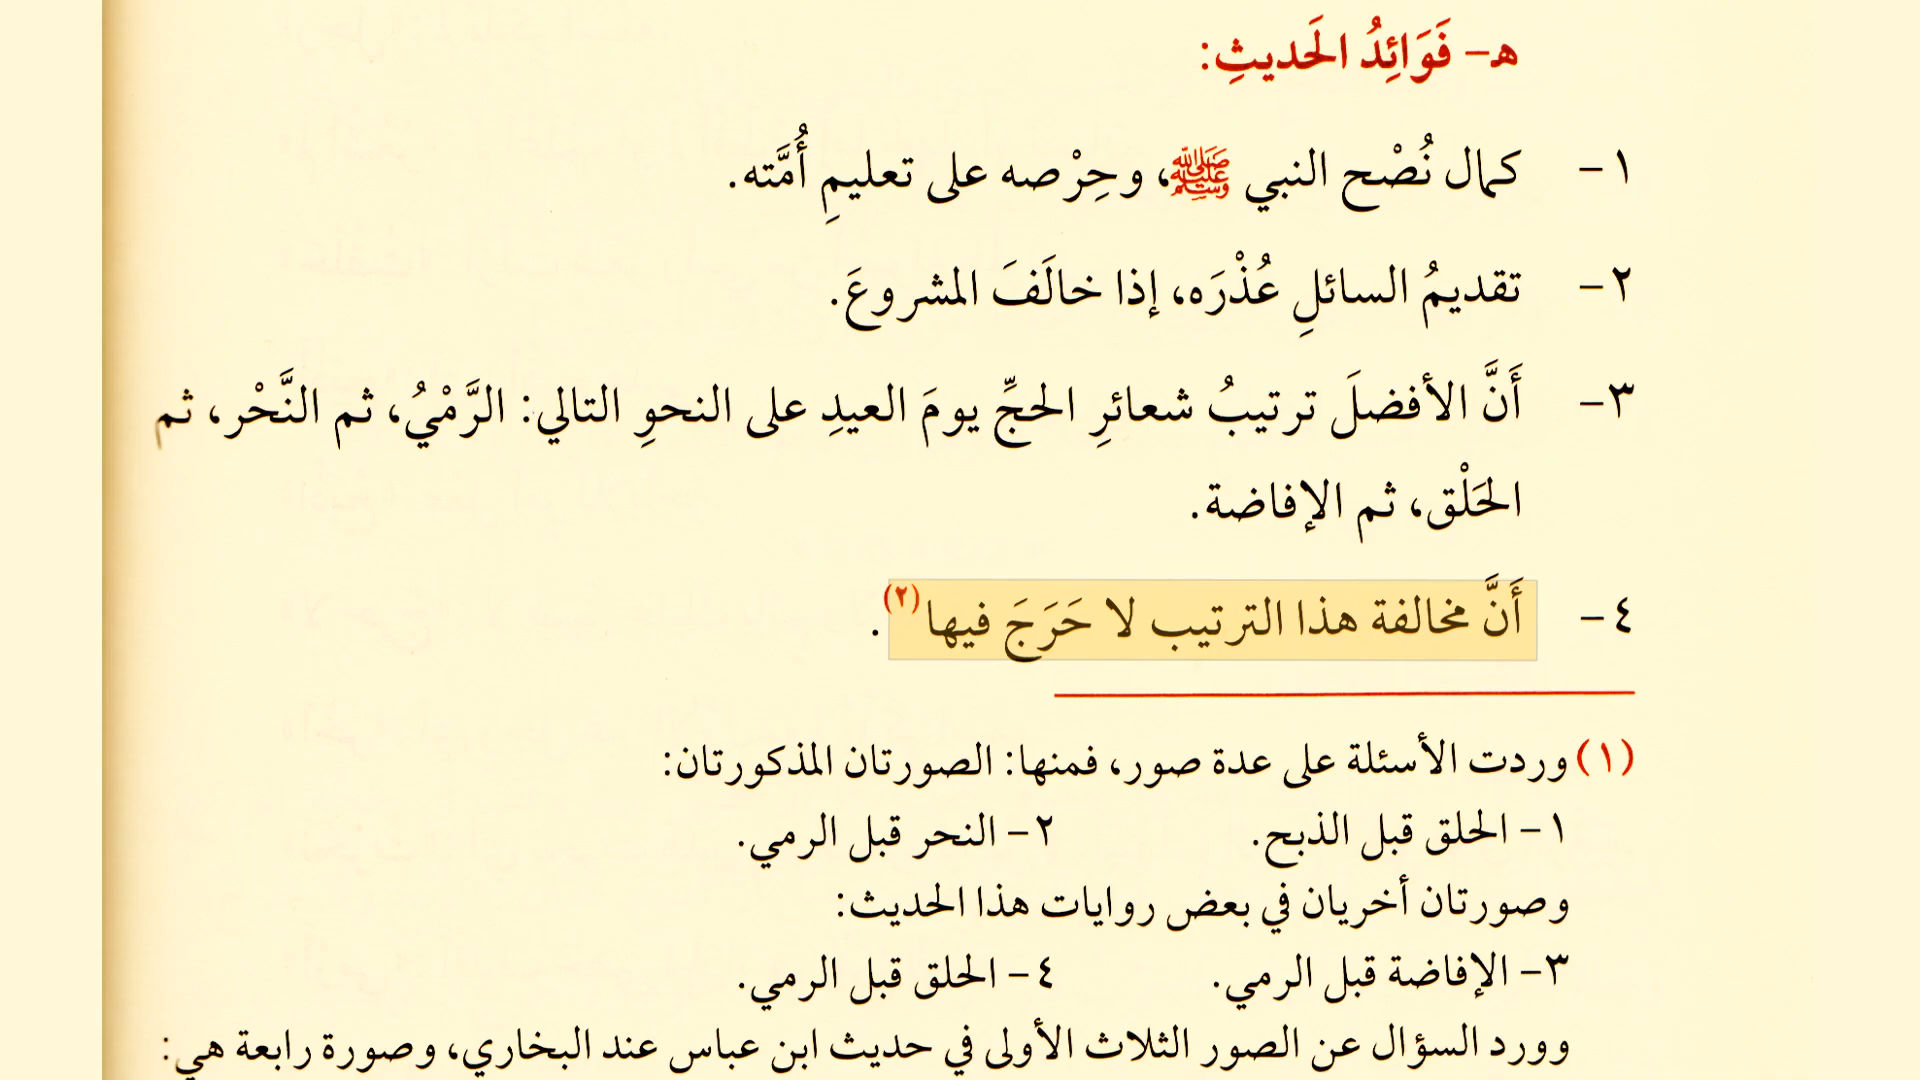 هـ- فَوَائِدُ الحَديثِ:
١- كمال نُصْح النبي ﷺ، وحِرْصه على تعليمِ أُمَّته.
٢- تقديمُ السائلِ عُذْرَه، إذا خالَفَ المشروعَ.
٣- أَنَّ الأفضلَ ترتيبُ شعائرِ الحجِّ يومَ العيدِ على النحوِ التالي: الرَّمْيُ، ثم النَّحْر، ثم
الحَلْق، ثم الإفاضة.
٤- أَنَّ مخالفة هذا الترتيب لا حَرَجَ فيها(٢).
(١) وردت الأسئلة على عدة صور، فمنها: الصورتان المذكورتان:
١- الحلق قبل الذبح. ٢- النحر قبل الرمي.
وصورتان أخريان في بعض روايات هذا الحديث:
٣- الإفاضة قبل الرمي. ٤- الحلق قبل الرمي.
وورد السؤال عن الصور الثلاث الأولى في حديث ابن عباس عند البخاري، وصورة رابعة هي: